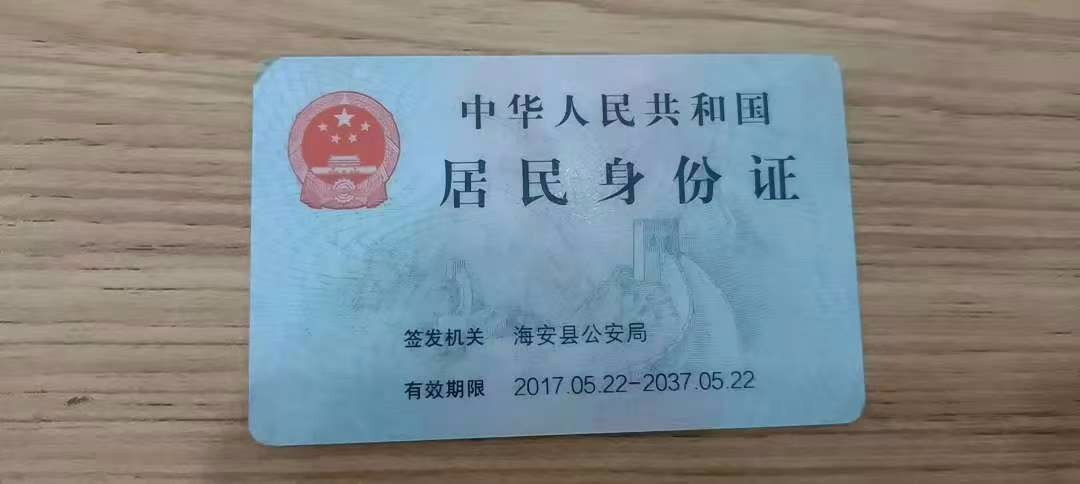 中华人民共和国
居民身份证
签发机关 海安县公安局
有效期限 2017.05.22-2037.05.22